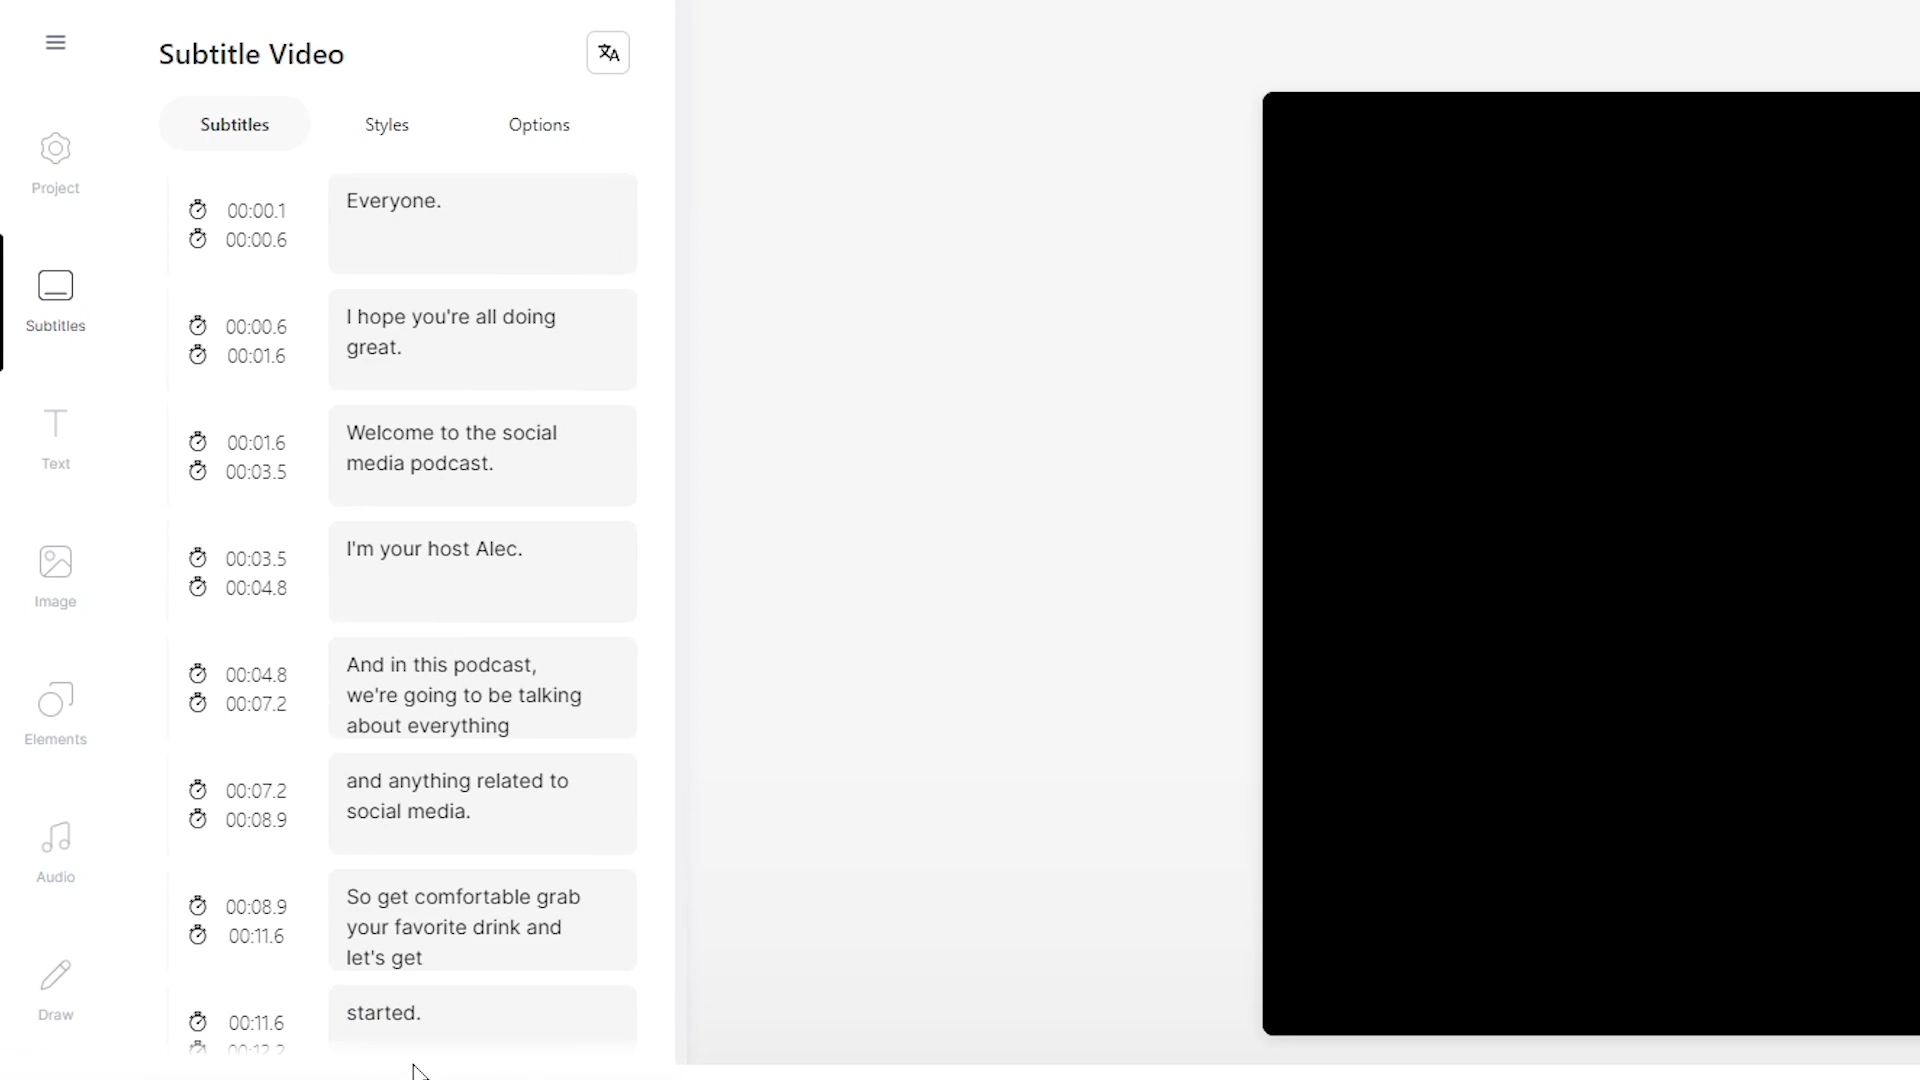 Subtitle Video
Subtitles
Styles
Options
Project
Subtitles
Text
Image
Elements
Audio
Draw
00:00.1
00:00.6
Everyone.
00:00.6
00:01.6
I hope you're all doing
great.
00:01.6
00:03.5
Welcome to the social
media podcast.
00:03.5
00:04.8
I'm your host Alec.
00:04.8
00:07.2
And in this podcast,
we're going to be talking
about everything
00:07.2
00:08.9
and anything related to
social media.
00:08.9
00:11.6
So get comfortable grab
your favorite drink and
let's get
00:11.6
00:12.2
started.